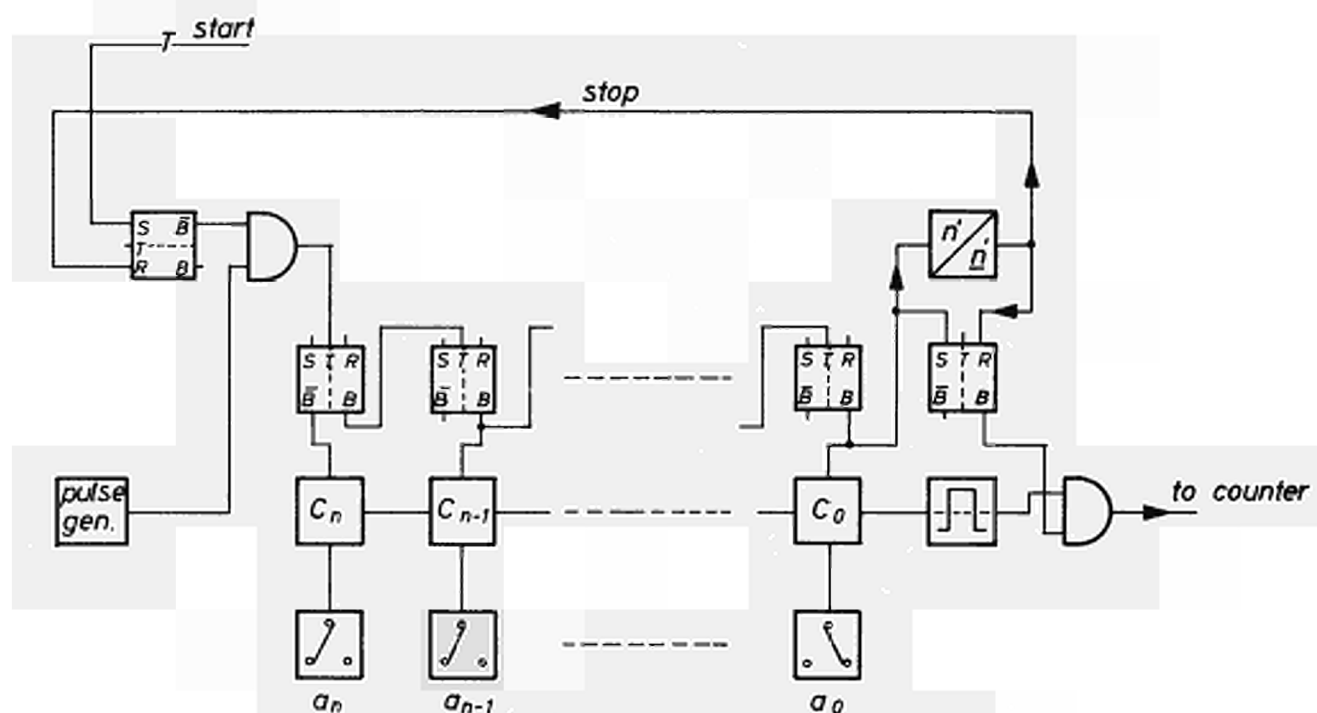 start
T
stop
S B̅
T
R B
n' n'
S T R
B̅ B
S T R
B̅ B
S T R
B̅ B
S T R
B̅ B
pulse
gen.
Cn
Cn-1
C0
to counter
an
an-1
a0